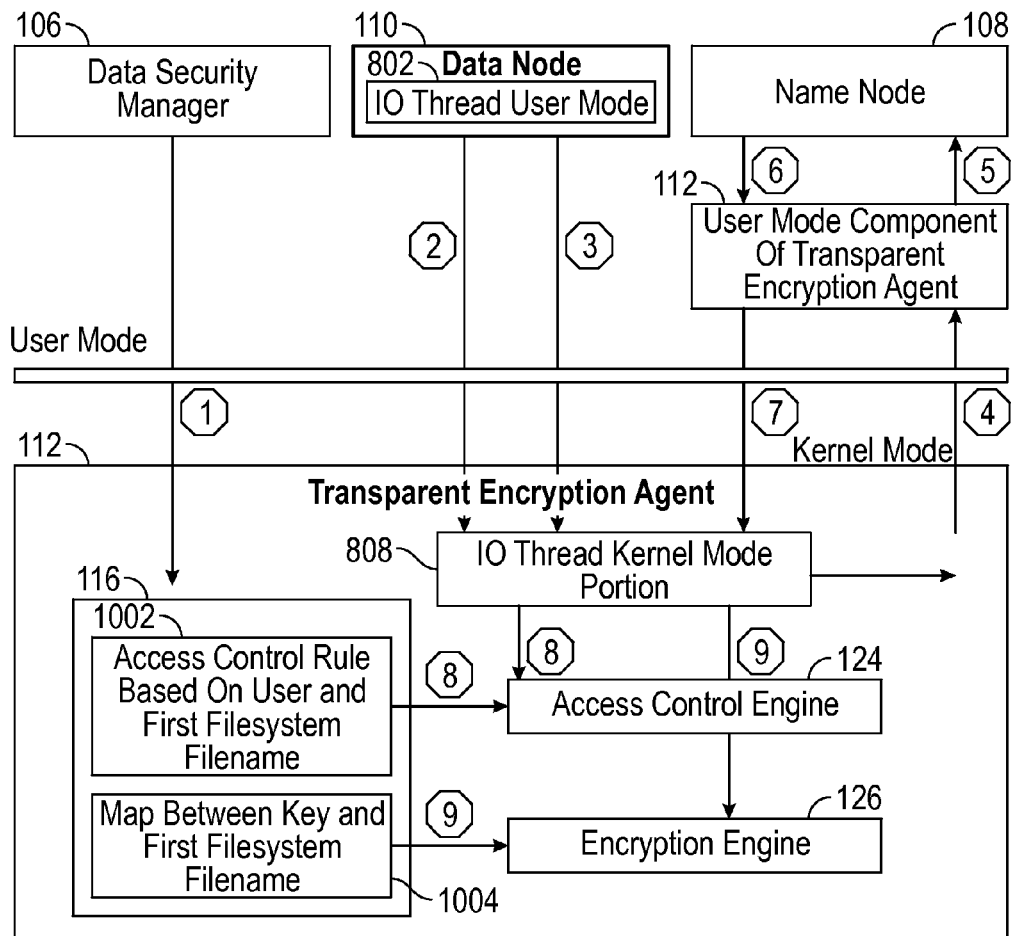 106
110
108
Data Security
Manager
802
Data Node
IO Thread User Mode
Name Node
6
5
112
User Mode Component
Of Transparent
Encryption Agent
2
3
User Mode
1
7
4
Kernel Mode
112
Transparent Encryption Agent
808
IO Thread Kernel Mode
Portion
116
1002
Access Control Rule
Based On User and
First Filesystem
Filename
8
8
9
124
Access Control Engine
Map Between Key and
First Filesystem
Filename
9
126
Encryption Engine
1004